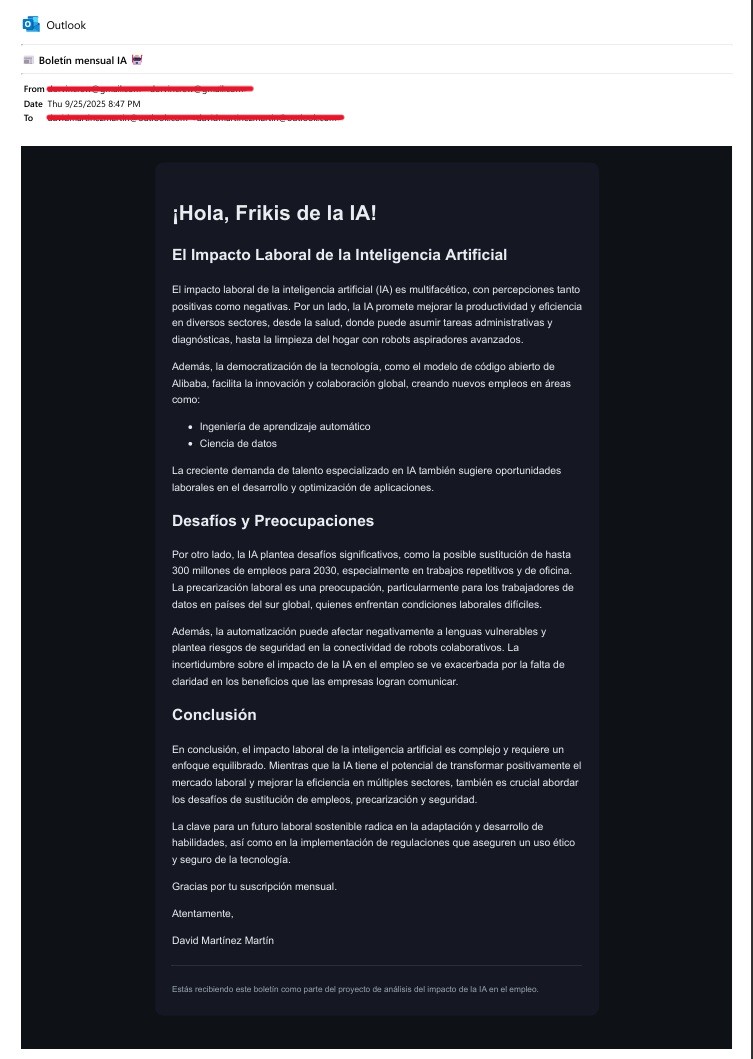 Outlook
Boletín mensual IA
From
Date Thu 9/25/2025 8:47 PM
To
¡Hola, Frikis de la IA!
El Impacto Laboral de la Inteligencia Artificial
El impacto laboral de la inteligencia artificial (IA) es multifacético, con percepciones tanto
positivas como negativas. Por un lado, la IA promete mejorar la productividad y eficiencia
en diversos sectores, desde la salud, donde puede asumir tareas administrativas y
diagnósticas, hasta la limpieza del hogar con robots aspiradores avanzados.
Además, la democratización de la tecnología, como el modelo de código abierto de
Alibaba, facilita la innovación y colaboración global, creando nuevos empleos en áreas
como:
• Ingeniería de aprendizaje automático
• Ciencia de datos
La creciente demanda de talento especializado en IA también sugiere oportunidades
laborales en el desarrollo y optimización de aplicaciones.
Desafíos y Preocupaciones
Por otro lado, la IA plantea desafíos significativos, como la posible sustitución de hasta
300 millones de empleos para 2030, especialmente en trabajos repetitivos y de oficina.
La precarización laboral es una preocupación, particularmente para los trabajadores de
datos en países del sur global, quienes enfrentan condiciones laborales difíciles.
Además, la automatización puede afectar negativamente a lenguas vulnerables y
plantea riesgos de seguridad en la conectividad de robots colaborativos. La
incertidumbre sobre el impacto de la IA en el empleo se ve exacerbada por la falta de
claridad en los beneficios que las empresas logran comunicar.
Conclusión
En conclusión, el impacto laboral de la inteligencia artificial es complejo y requiere un
enfoque equilibrado. Mientras que la IA tiene el potencial de transformar positivamente el
mercado laboral y mejorar la eficiencia en múltiples sectores, también es crucial abordar
los desafíos de sustitución de empleos, precarización y seguridad.
La clave para un futuro laboral sostenible radica en la adaptación y desarrollo de
habilidades, así como en la implementación de regulaciones que aseguren un uso ético
y seguro de la tecnología.
Gracias por tu suscripción mensual.
Atentamente,
David Martínez Martín
Estás recibiendo este boletín como parte del proyecto de análisis del impacto de la IA en el empleo.